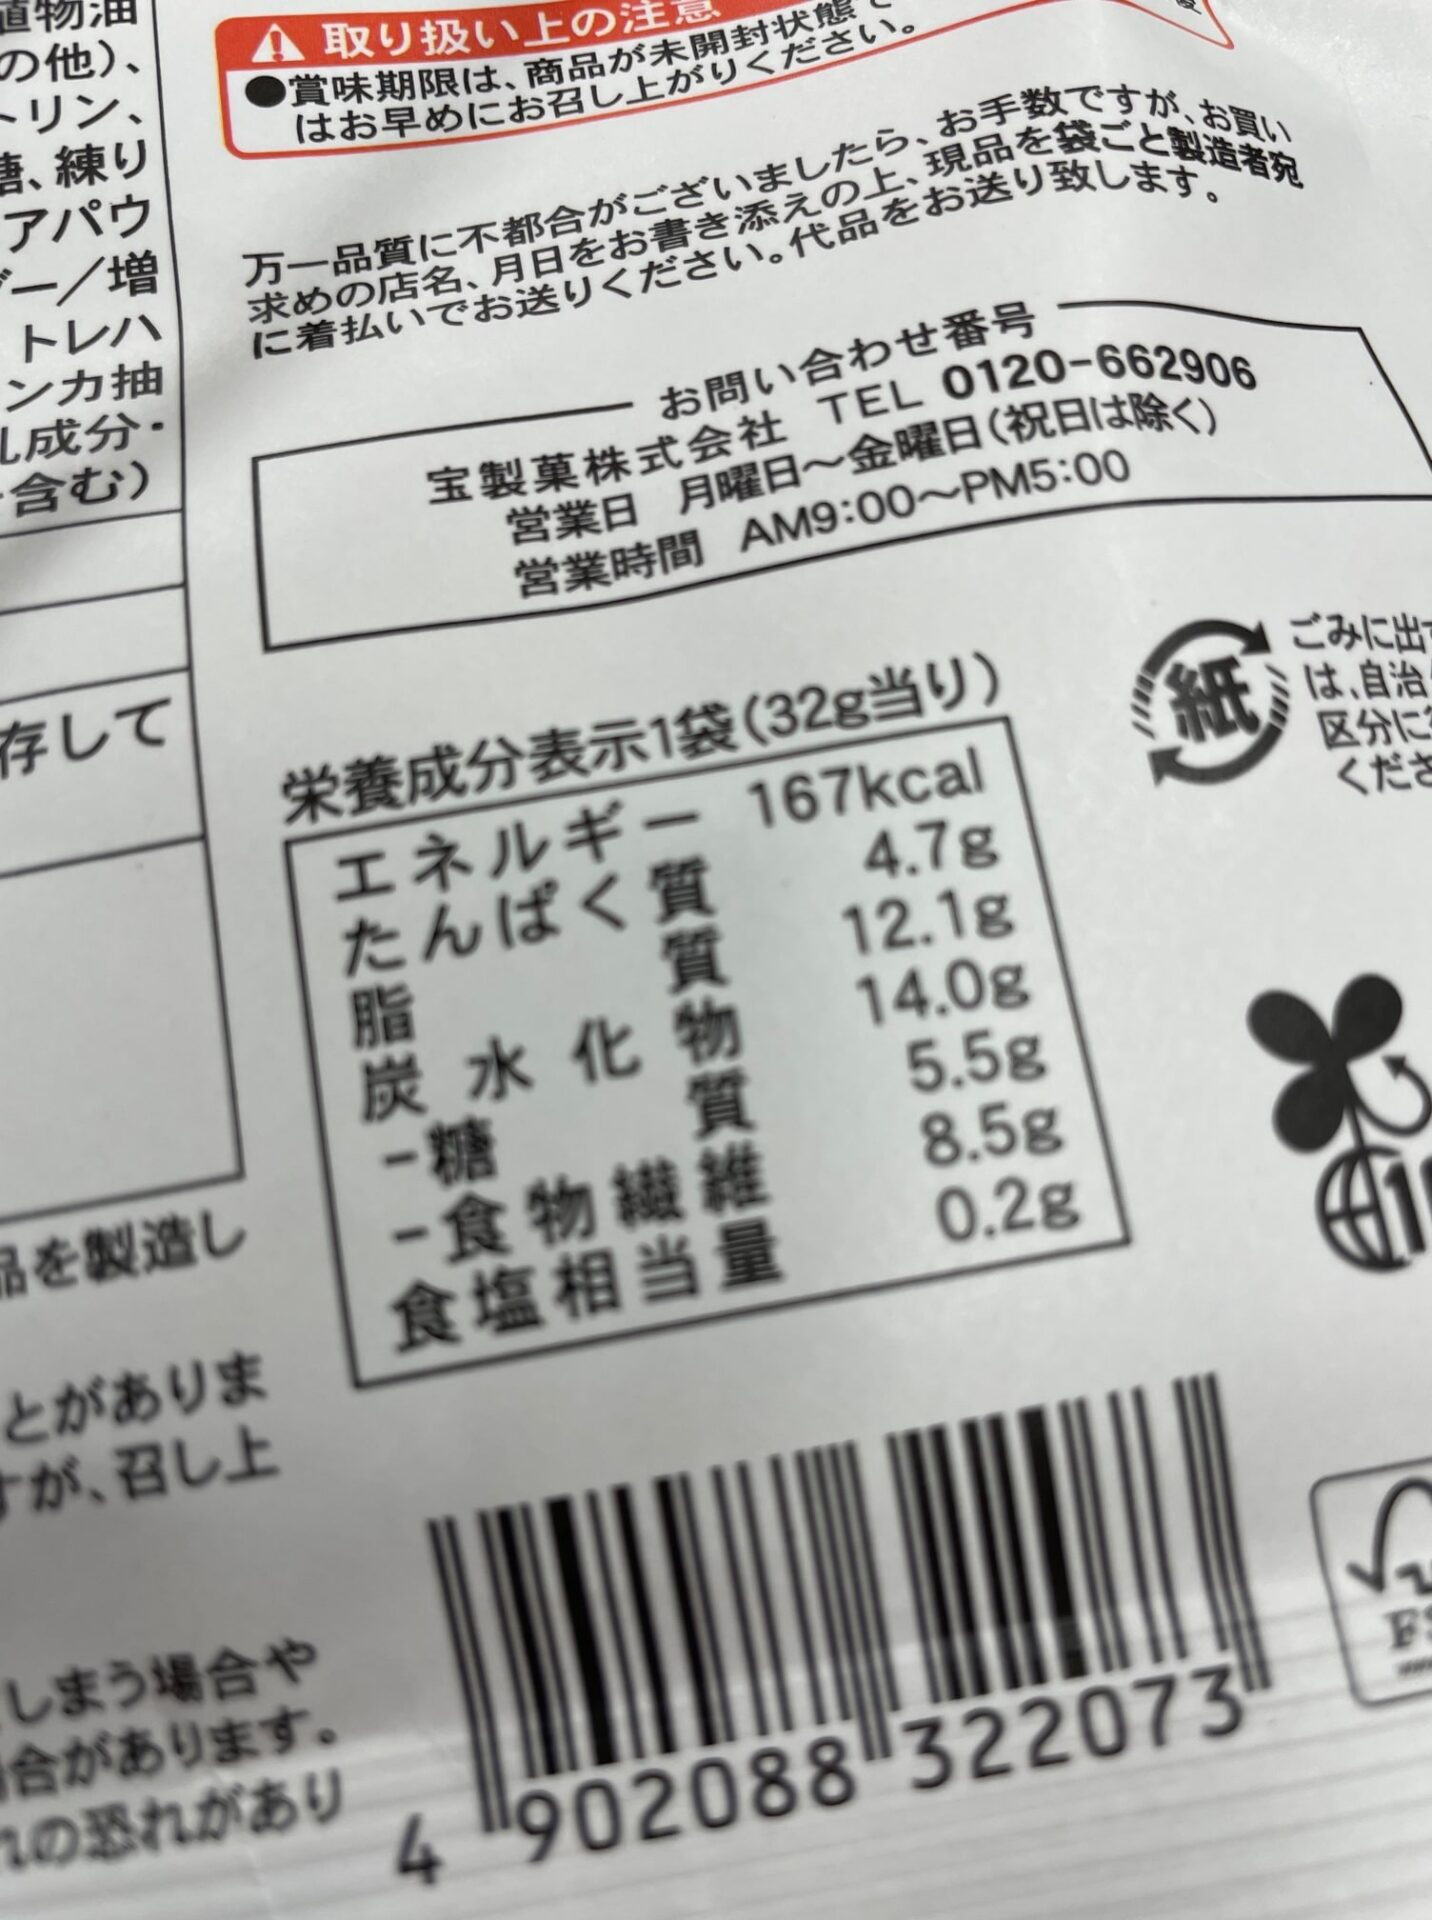 植物油
の他)、
トリン、
糖、練り
アパウ
ダー／増
トレハ
ンカ抽
乳成分・
含む)
存して
品を製造し
とがありま
すが、召し上
しまう場合や
場合があります。
れの恐れがあり
取り扱い上の注意
●賞味期限は、商品が未開封状態で
はお早めにお召し上がりください。
万一品質に不都合がございましたら、お手数ですが、お買い
求めの店名、月日をお書き添えの上、現品を袋ごと製造者宛
に着払いでお送りください。代品をお送り致します。
お問い合わせ番号
宝製菓株式会社 TEL 0120-662906
営業日 月曜日～金曜日(祝日は除く)
営業時間 AM9:00～PM5:00
紙
ごみに出す
は、自治
区分に
くださ
栄養成分表示1袋(32g当り)
エネルギー 167kcal
たんぱく質 4.7g
脂質 12.1g
炭水化物 14.0g
-糖質 5.5g
-食物繊維 8.5g
食塩相当量 0.2g
4 902088 322073